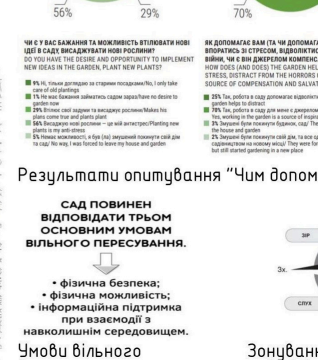 56%
29%
70%
ЧИ Є У ВАС БАЖАННЯ ТА МОЖЛИВІСТЬ ВТІЛЮВАТИ НОВІ
ІДЕЇ В САДУ, ВИСАДЖУВАТИ НОВІ РОСЛИНИ?
DO YOU HAVE THE DESIRE AND OPPORTUNITY TO IMPLEMENT
NEW IDEAS IN THE GARDEN, PLANT NEW PLANTS?
9% Ні, тільки доглядаю за старими посадками/No, I only take
care of old plantings
1% Не маю бажання займатись садом зараз/have no desire to
garden now
29% Втілює свої задуми та висаджує рослини/Makes his
plans come true and plants plant
56% Висаджую нові рослини — це мій антистрес/Planting new
plants is my anti-stress
5% Немає можливості, я був (ла) змушений покинути свій дім
та сад/ No way, I was forced to leave my house and garden
ЯК ДОПОМАГАЄ ВАМ (ТА ЧИ ДОПОМАГА
ВПОРАТИСЬ ЗІ СТРЕСОМ, ВІДВОЛІКТИС
ВІЙНИ, ЧИ Є ВІН ДЖЕРЕЛОМ КОМПЕНС
HOW DOES (AND DOES) THE GARDEN HEL
STRESS, DISTRACT FROM THE HORRORS
SOURCE OF COMPENSATION AND SALVAT
25% Так, робота в саду допомагає відволікти
garden helps to distract
70% Так, робота в саду для мене є джерелом
Yes, working in the garden is a source of inspira
3% Змушені були покинути будинок, сад/ The
the house and garden
2% Змушені були покинути свій дім, та все од
садівництвом на новому місці/ They were for
but still started gardening in a new place
Результати опитування "Чим допом
САД ПОВИНЕН
ВІДПОВІДАТИ ТРЬОМ
ОСНОВНИМ УМОВАМ
ВІЛЬНОГО ПЕРЕСУВАННЯ.
• фізична безпека;
• фізична можливість;
• інформаційна підтримка
при взаємодії з
навколишнім середовищем.
ЗІР
3х.
СЛУХ
Умови вільного
Зонуванн